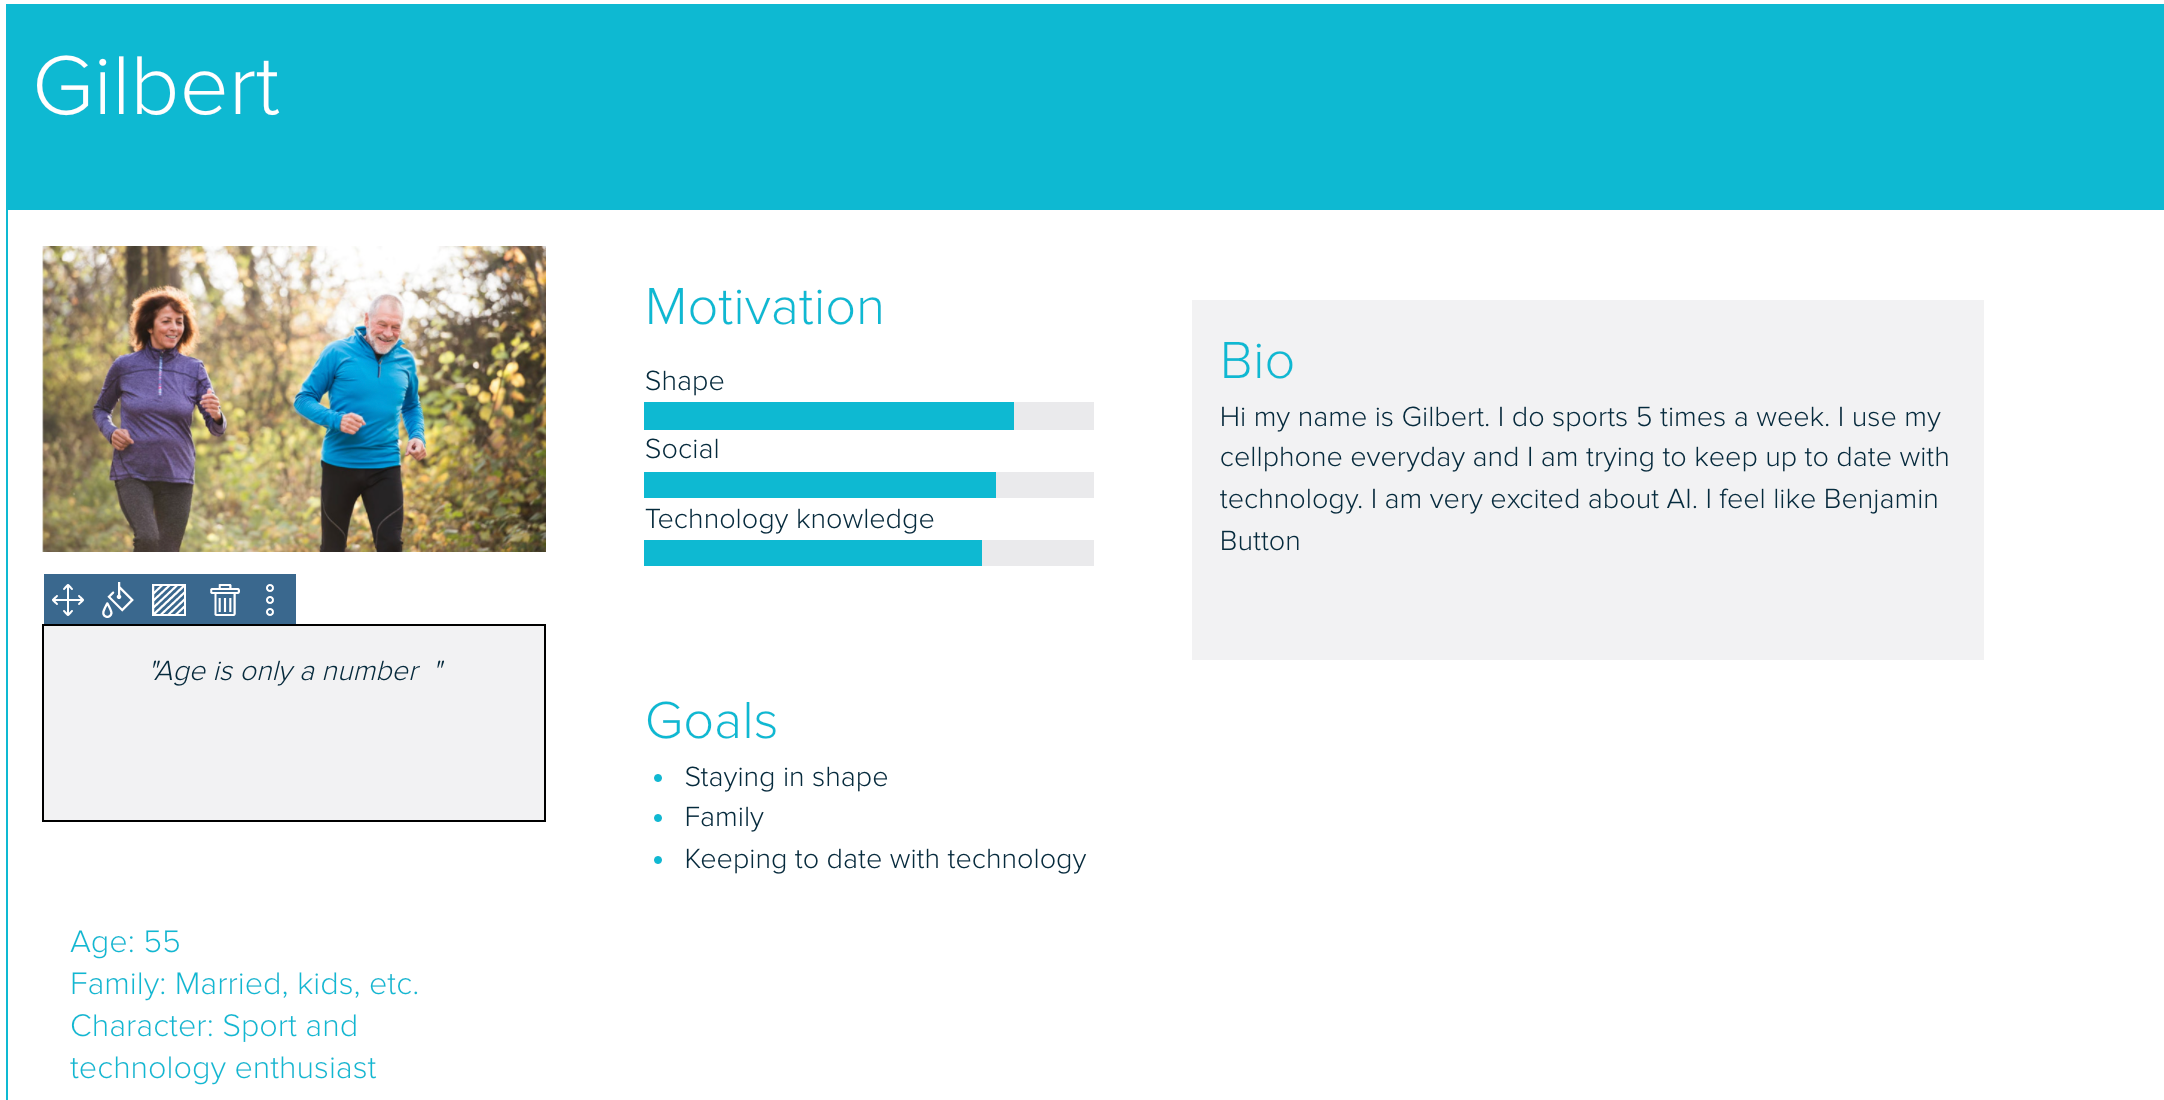 Gilbert
"Age is only a number  "
Age: 55
Family: Married, kids, etc.
Character: Sport and
technology enthusiast
Motivation
Shape
Social
Technology knowledge
Goals
• Staying in shape
• Family
• Keeping to date with technology
Bio
Hi my name is Gilbert. I do sports 5 times a week. I use my
cellphone everyday and I am trying to keep up to date with
technology. I am very excited about AI. I feel like Benjamin
Button